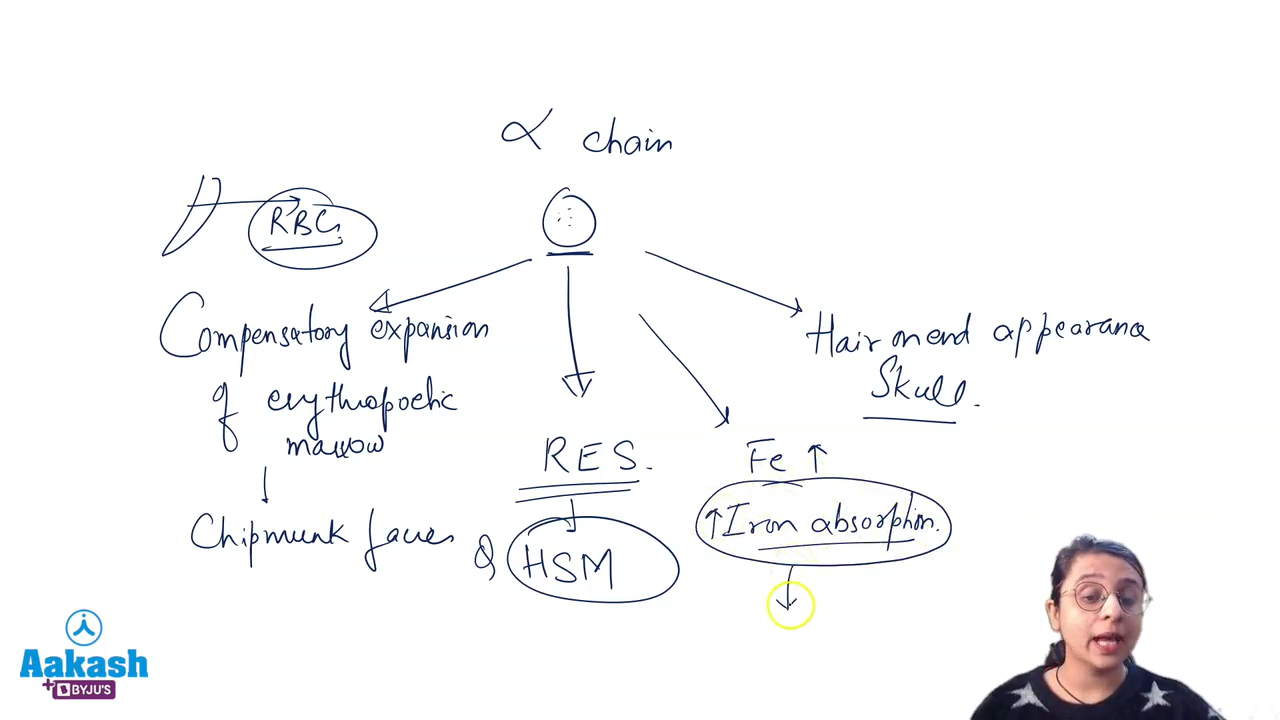 α chain
RBC
Compensatory expansion
of erythropoetic
marrow
Chipmunk facies
RES.
HSM
Fe ↑
↑Iron absorption.
Hair on end appearance
Skull.
Aakash
+BYJU'S